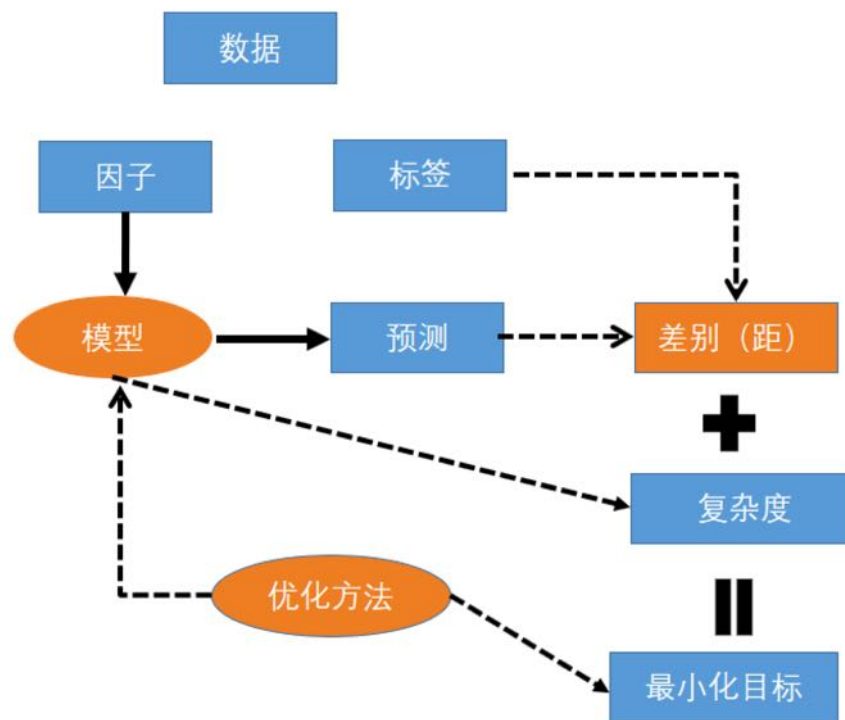 数据
因子
标签
模型
预测
差别（距）
复杂度
优化方法
最小化目标